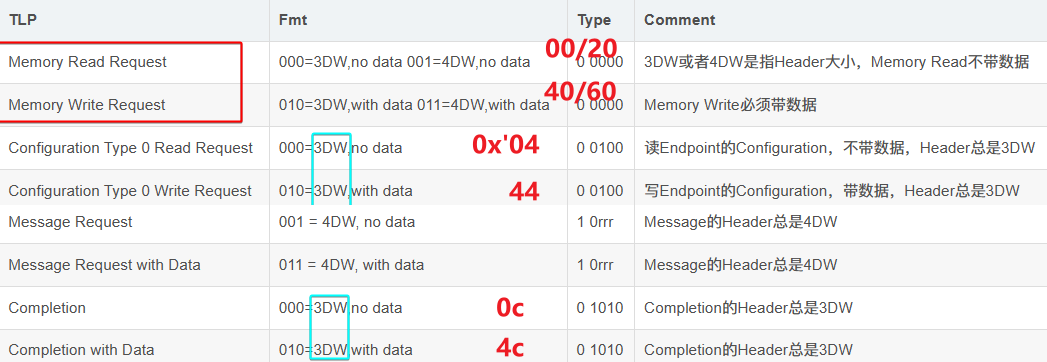 TLP Fmt Type Comment
Memory Read Request 000=3DW,no data 001=4DW,no data 00/20 0 0000 3DW或者4DW是指Header大小，Memory Read不带数据
Memory Write Request 010=3DW,with data 011=4DW,with data 40/60 0 0000 Memory Write必须带数据
Configuration Type 0 Read Request 000=3DW,no data 0x'04 0 0100 读Endpoint的Configuration，不带数据，Header总是3DW
Configuration Type 0 Write Request 010=3DW,with data 44 0 0100 写Endpoint的Configuration，带数据，Header总是3DW
Message Request 001 = 4DW, no data 1 0rrr Message的Header总是4DW
Message Request with Data 011 = 4DW, with data 1 0rrr Message的Header总是4DW
Completion 000=3DW,no data 0c 0 1010 Completion的Header总是3DW
Completion with Data 010=3DW,with data 4c 0 1010 Completion的Header总是3DW